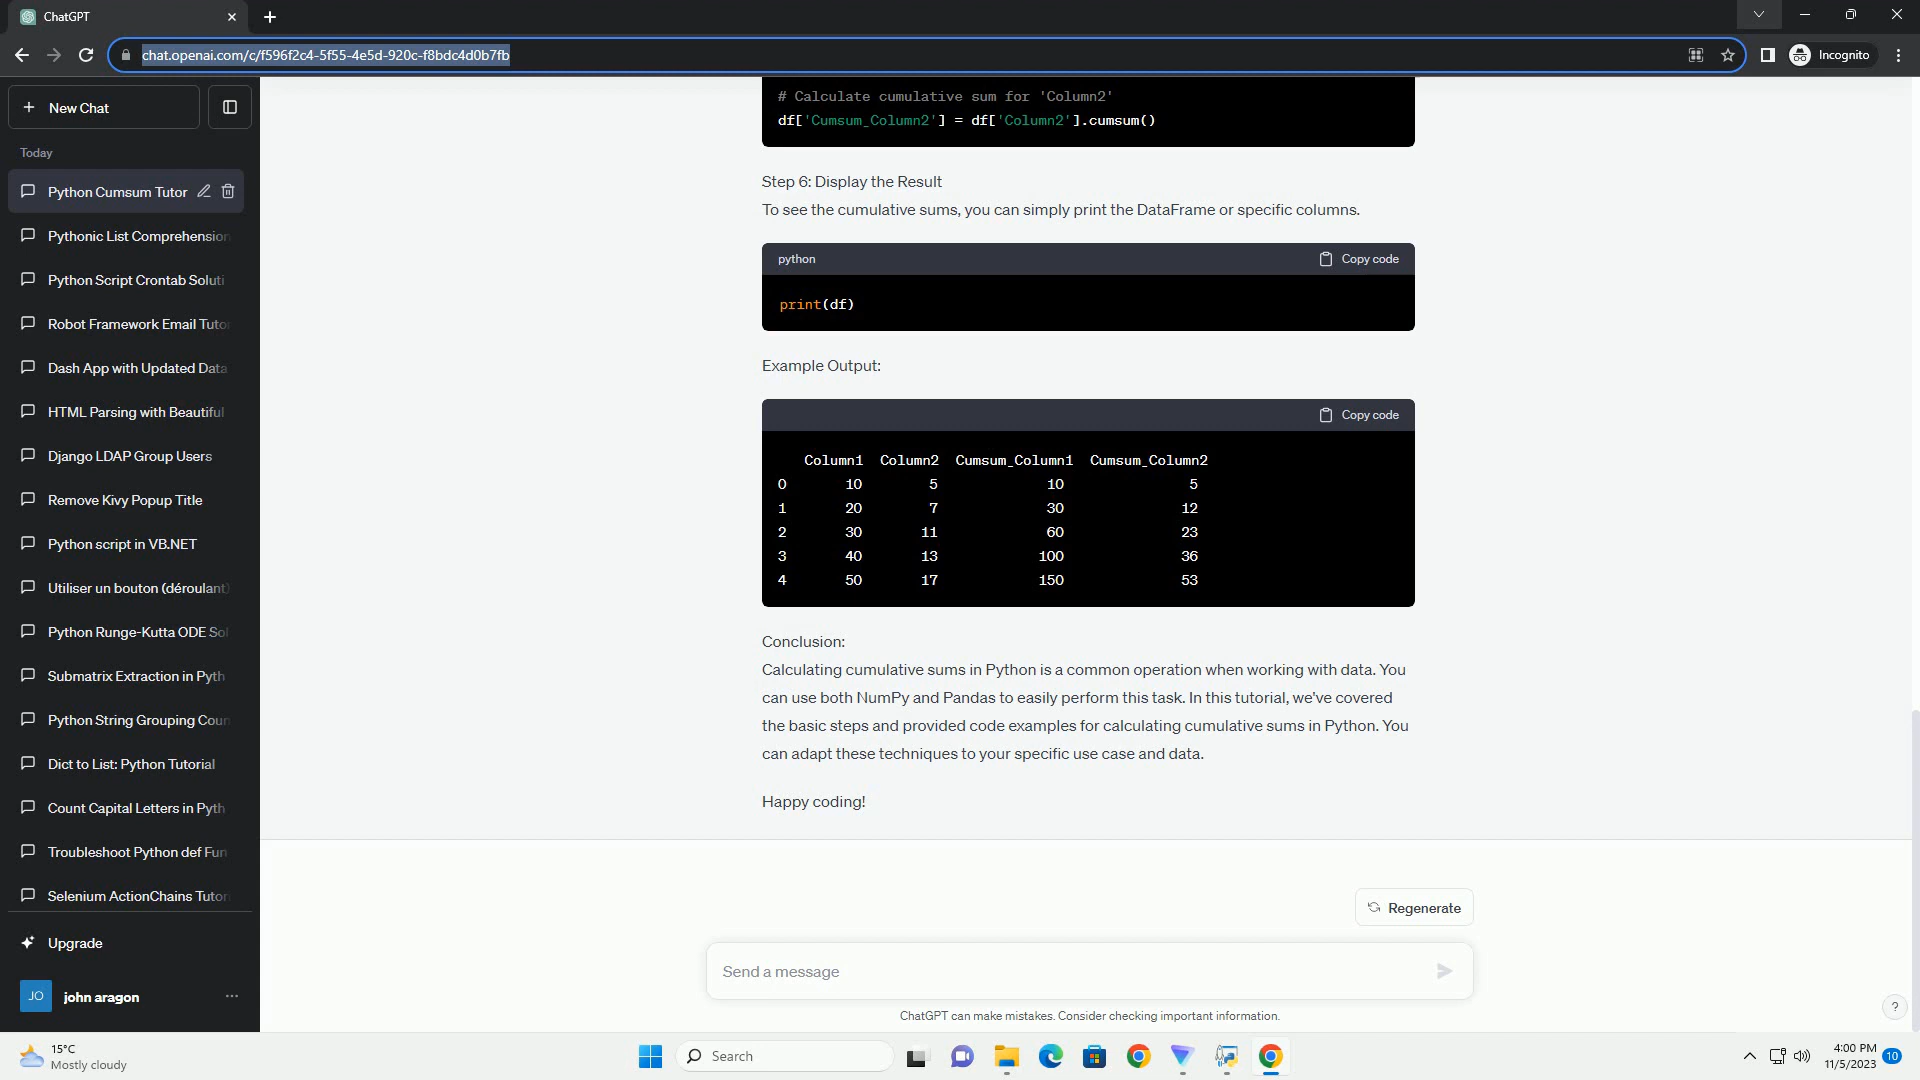 ChatGPT
chat.openai.com/c/f596f2c4-5f55-4e5d-920c-f8bdc4d0b7fb
Incognito
New Chat
Today
Python Cumsum Tutor
Pythonic List Comprehension
Python Script Crontab Soluti
Robot Framework Email Tutor
Dash App with Updated Data
HTML Parsing with Beautiful
Django LDAP Group Users
Remove Kivy Popup Title
Python script in VB.NET
Utiliser un bouton (déroulant)
Python Runge-Kutta ODE Sol
Submatrix Extraction in Pyth
Python String Grouping Coun
Dict to List: Python Tutorial
Count Capital Letters in Pyth
Troubleshoot Python def Fun
Selenium ActionChains Tutor
Upgrade
JO john aragon
# Calculate cumulative sum for 'Column2'
df['Cumsum_Column2'] = df['Column2'].cumsum()
Step 6: Display the Result
To see the cumulative sums, you can simply print the DataFrame or specific columns.
python Copy code
print(df)
Example Output:
Copy code
Column1 Column2 Cumsum_Column1 Cumsum_Column2
0 10 5 10 5
1 20 7 30 12
2 30 11 60 23
3 40 13 100 36
4 50 17 150 53
Conclusion:
Calculating cumulative sums in Python is a common operation when working with data. You
can use both NumPy and Pandas to easily perform this task. In this tutorial, we've covered
the basic steps and provided code examples for calculating cumulative sums in Python. You
can adapt these techniques to your specific use case and data.
Happy coding!
Regenerate
Send a message
ChatGPT can make mistakes. Consider checking important information.
?
15°C
Mostly cloudy
Search
4:00 PM
11/5/2023
10